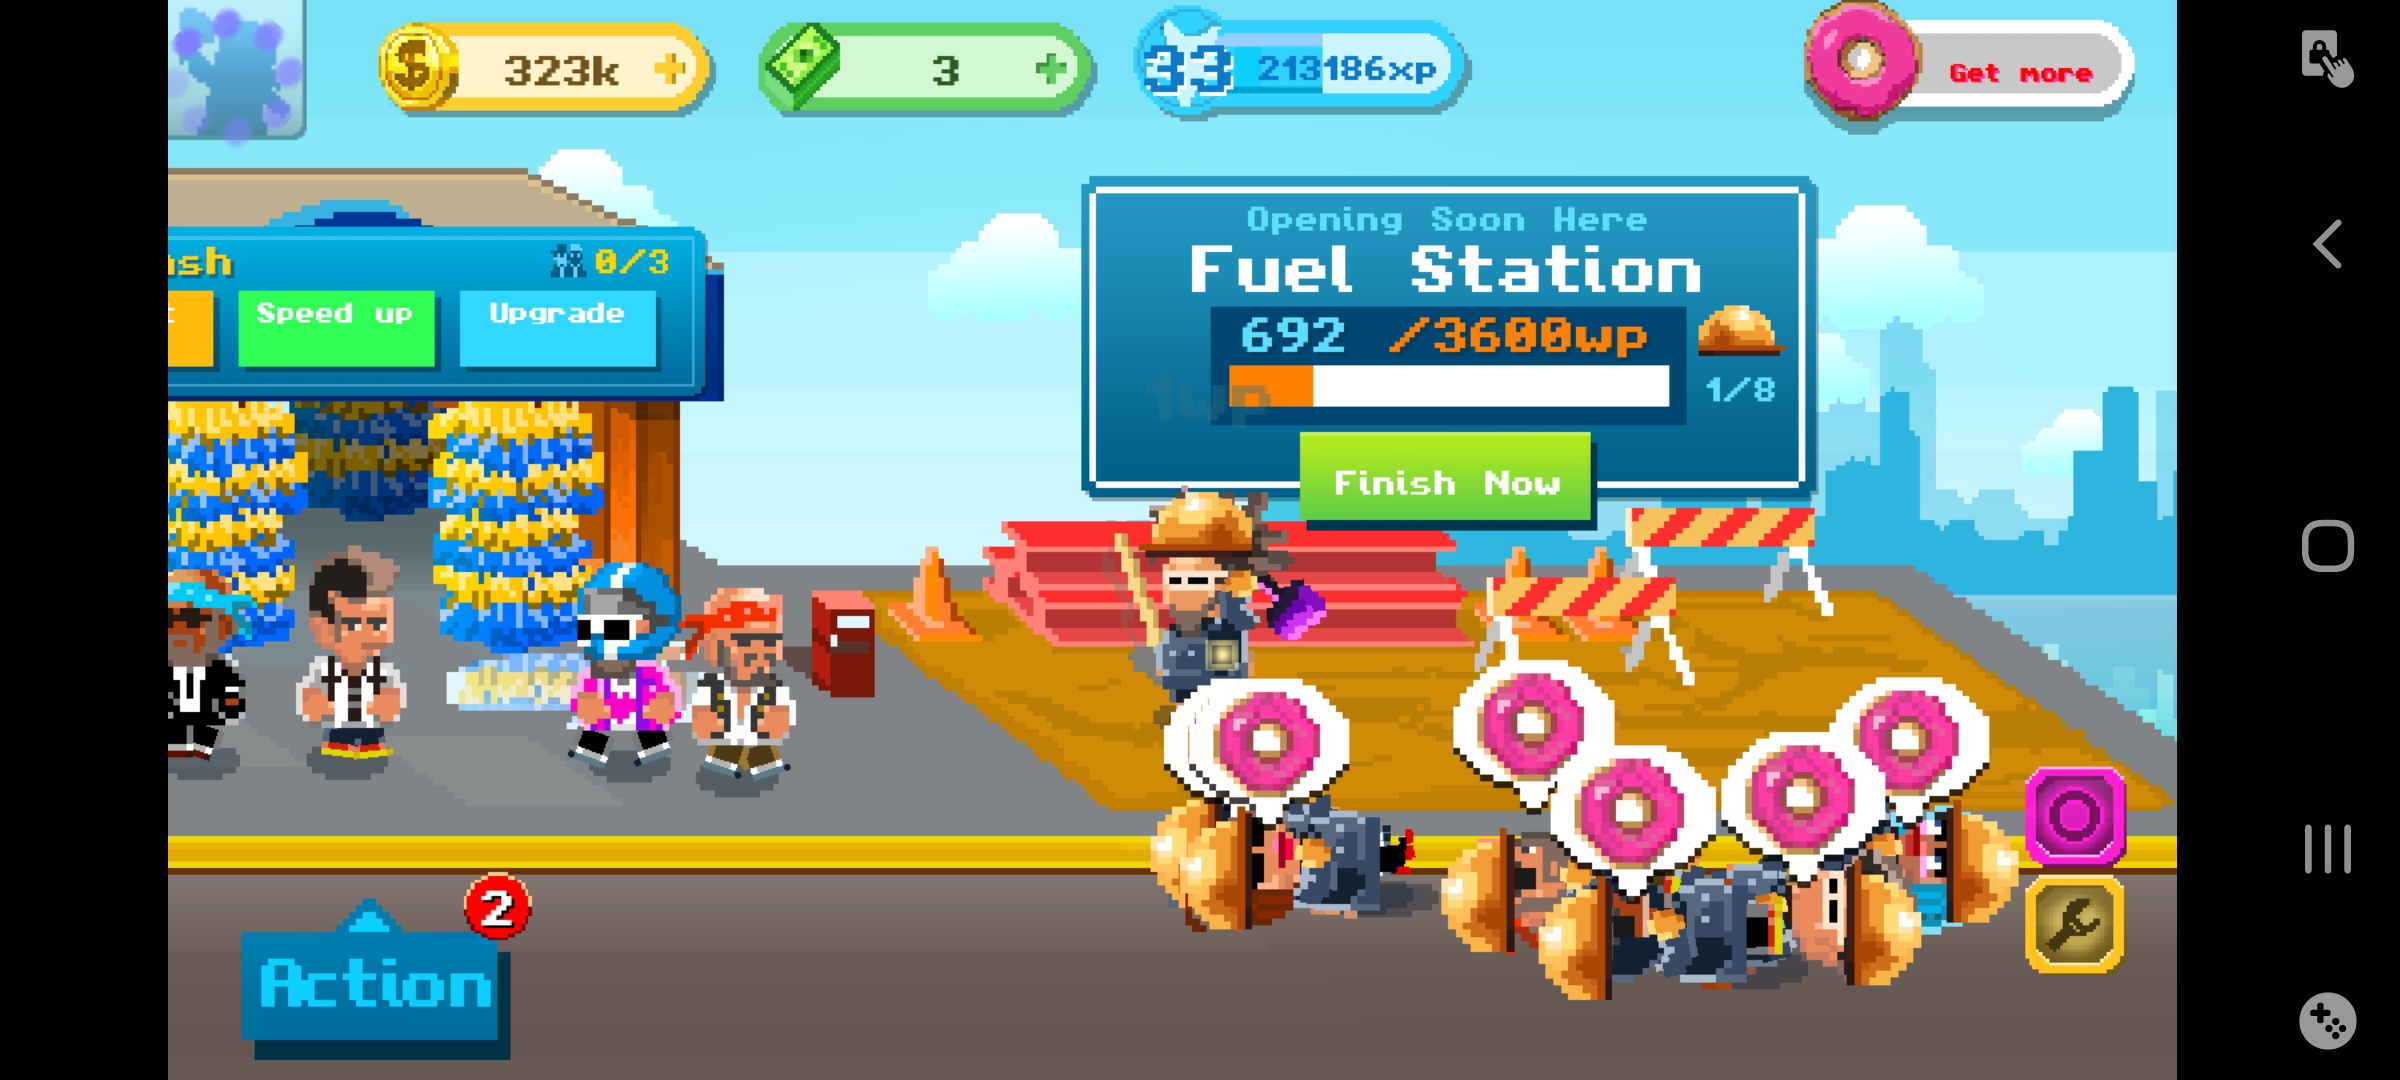 323k
3
33
213186xp
Get more
Opening Soon Here
Fuel Station
692 /3600wp
1wp
1/8
Finish Now
0/3
Speed up
Upgrade
Action
2